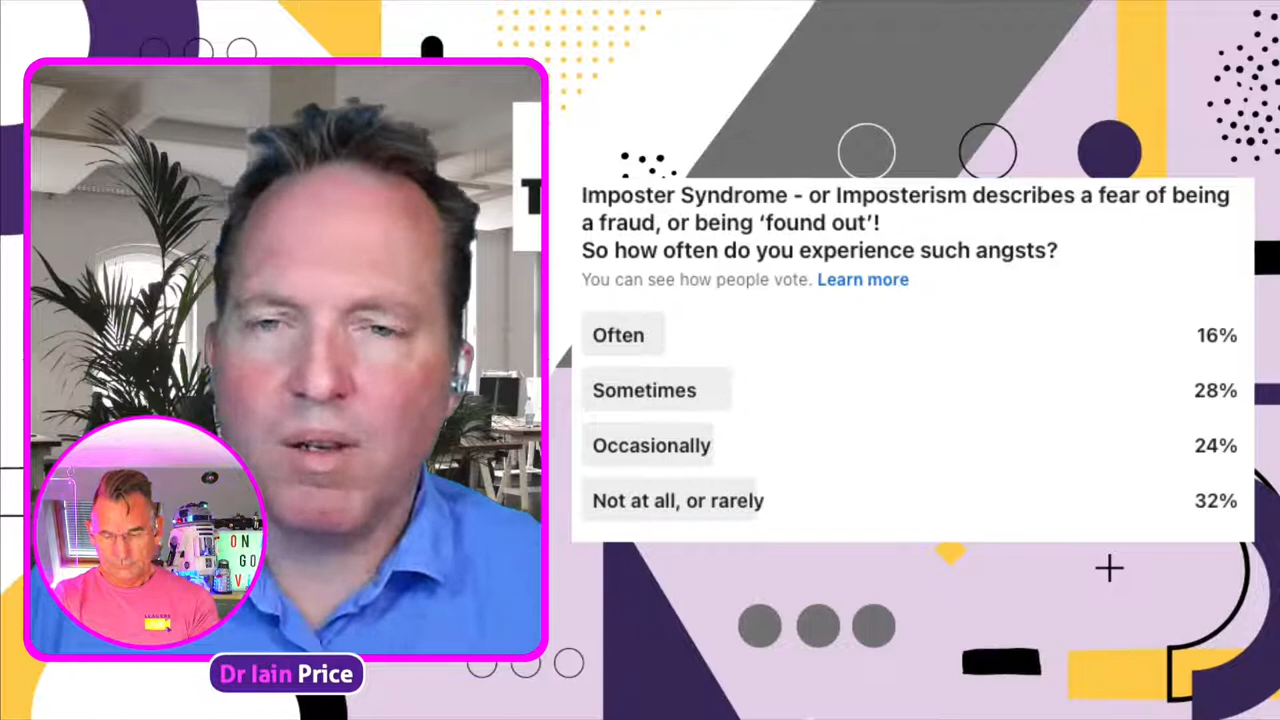 Imposter Syndrome - or Imposterism describes a fear of being
a fraud, or being ‘found out’!
So how often do you experience such angsts?
You can see how people vote. Learn more
Often 16%
Sometimes 28%
Occasionally 24%
Not at all, or rarely 32%
T
ON
GO
Dr Iain Price